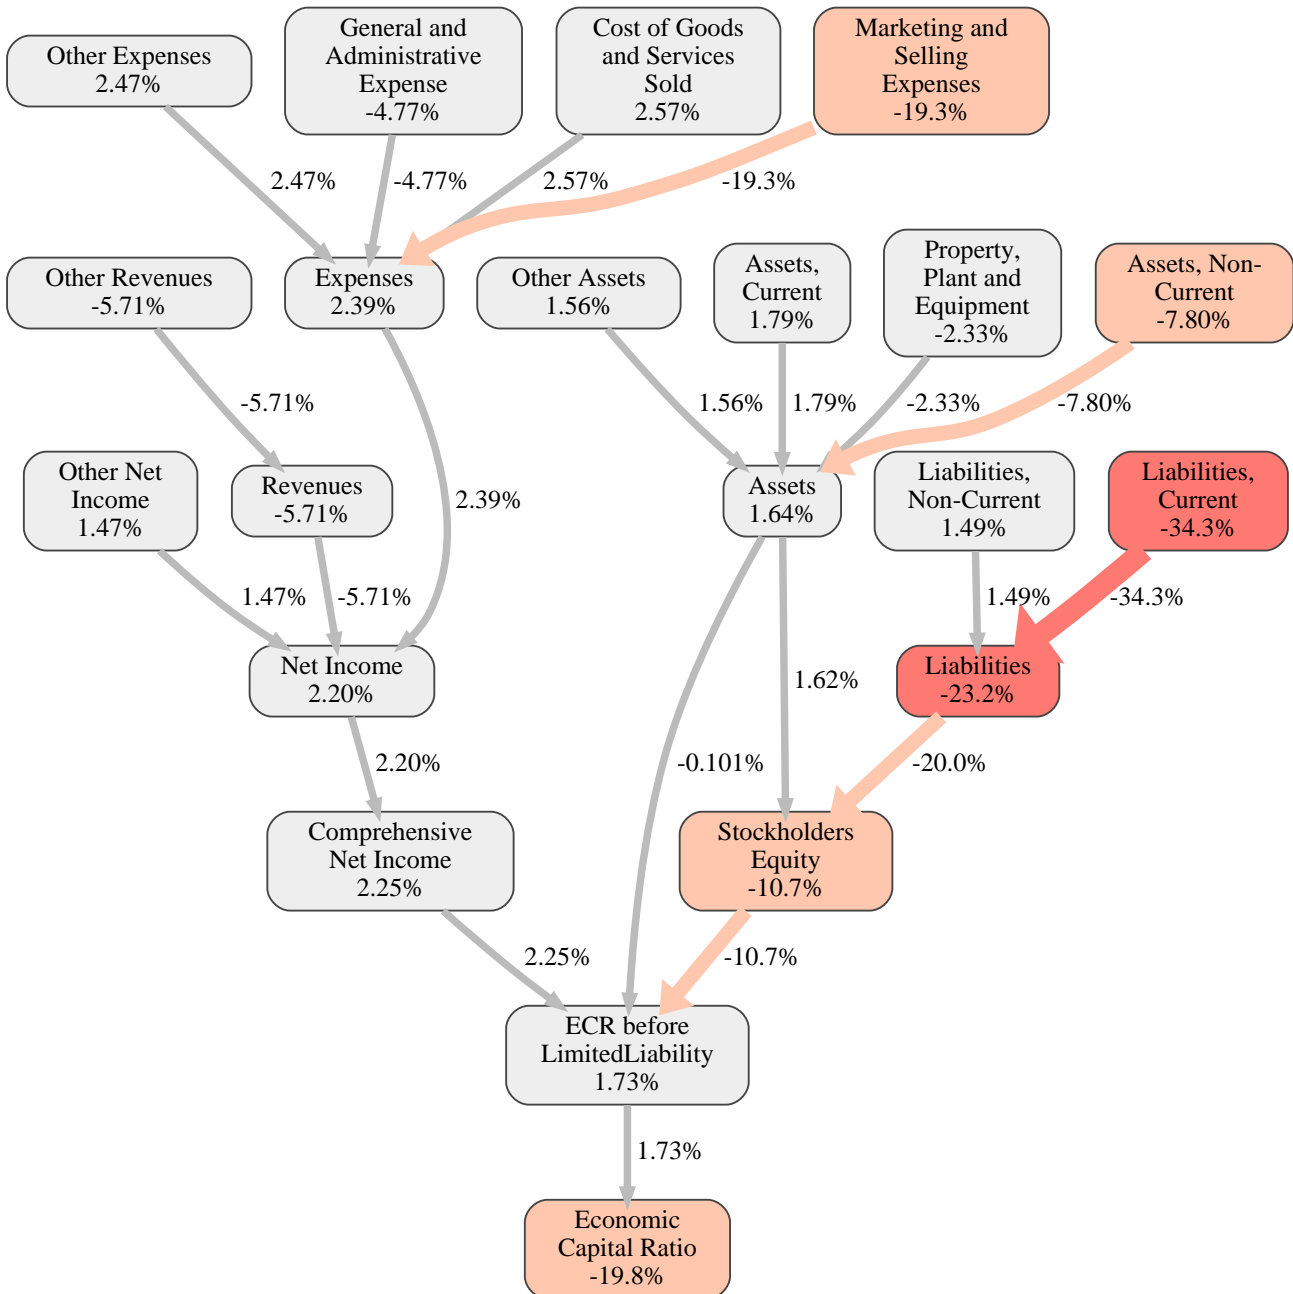 Other Expenses
2.47%
General and
Administrative
Expense
-4.77%
Cost of Goods
and Services
Sold
2.57%
Marketing and
Selling
Expenses
-19.3%
2.47%
-4.77%
2.57%
-19.3%
Other Revenues
-5.71%
Expenses
2.39%
Other Assets
1.56%
Assets,
Current
1.79%
Property,
Plant and
Equipment
-2.33%
Assets, Non-
Current
-7.80%
-5.71%
1.56%
1.79%
-2.33%
-7.80%
Other Net
Income
1.47%
Revenues
-5.71%
2.39%
Assets
1.64%
Liabilities,
Non-Current
1.49%
Liabilities,
Current
-34.3%
1.47%
-5.71%
1.49%
-34.3%
Net Income
2.20%
1.62%
Liabilities
-23.2%
2.20%
-0.101%
-20.0%
Comprehensive
Net Income
2.25%
Stockholders
Equity
-10.7%
2.25%
-10.7%
ECR before
LimitedLiability
1.73%
1.73%
Economic
Capital Ratio
-19.8%